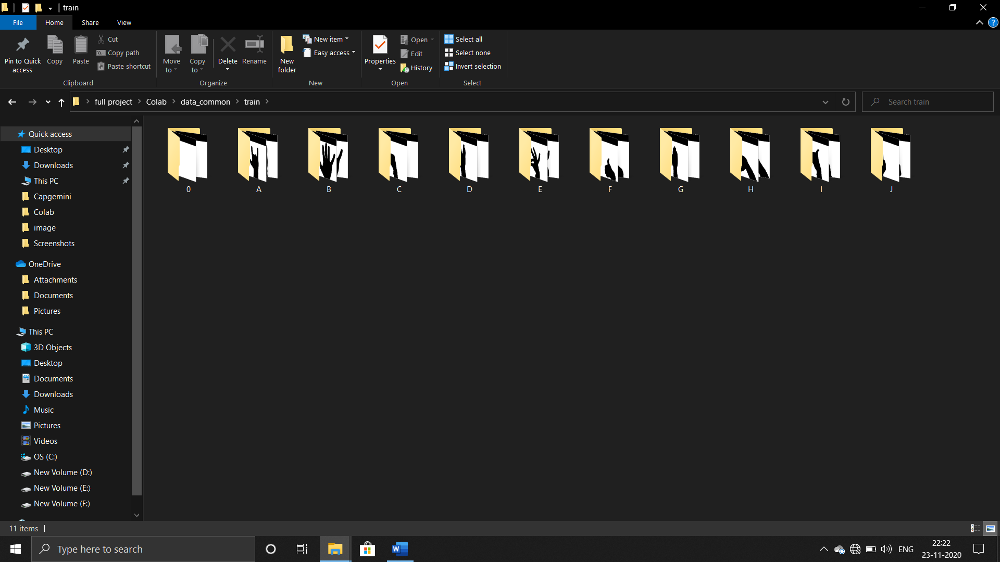 train
File Home Share View
Pin to Quick access
Copy
Paste
Cut
Copy path
Paste shortcut
Clipboard
Move to
Copy to
Delete
Rename
Organize
New folder
New item
Easy access
New
Properties
Open
Edit
History
Open
Select all
Select none
Invert selection
Select
full project > Colab > data_common > train >
Search train
Quick access
Desktop
Downloads
This PC
Capgemini
Colab
image
Screenshots
OneDrive
Attachments
Documents
Pictures
This PC
3D Objects
Desktop
Documents
Downloads
Music
Pictures
Videos
OS (C:)
New Volume (D:)
New Volume (E:)
New Volume (F:)
0 A B C D E F G H I J
11 items
Type here to search
ENG
22:22
23-11-2020